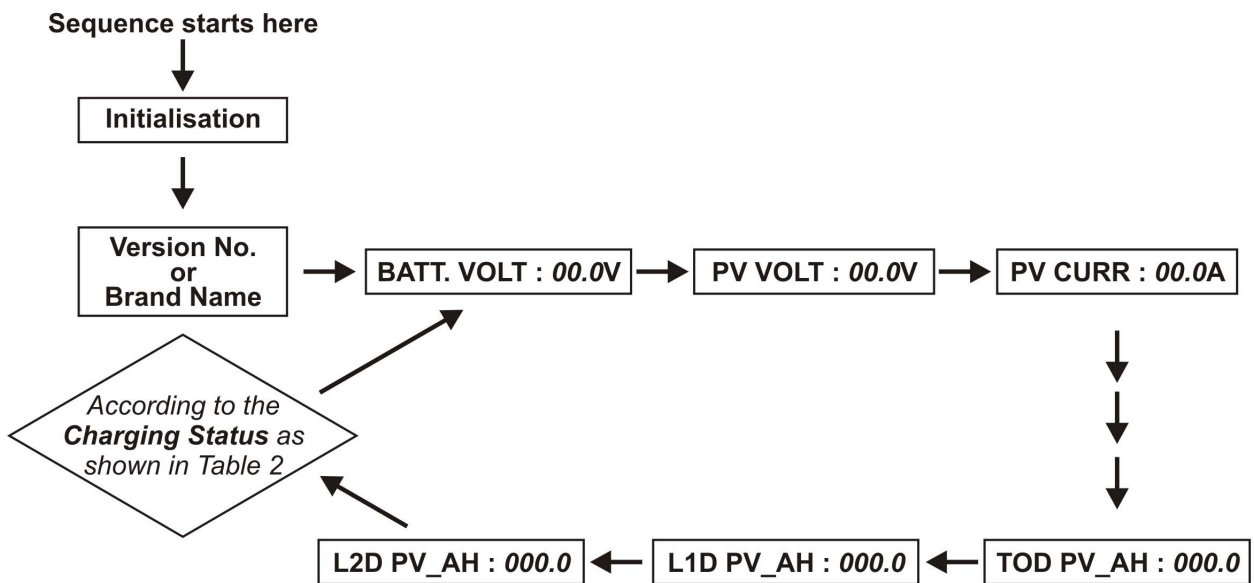 Sequence starts here
Initialisation
Version No.
or
Brand Name
BATT. VOLT : 00.0V
PV VOLT : 00.0V
PV CURR : 00.0A
TOD PV_AH : 000.0
L1D PV_AH : 000.0
L2D PV_AH : 000.0
According to the
Charging Status as
shown in Table 2